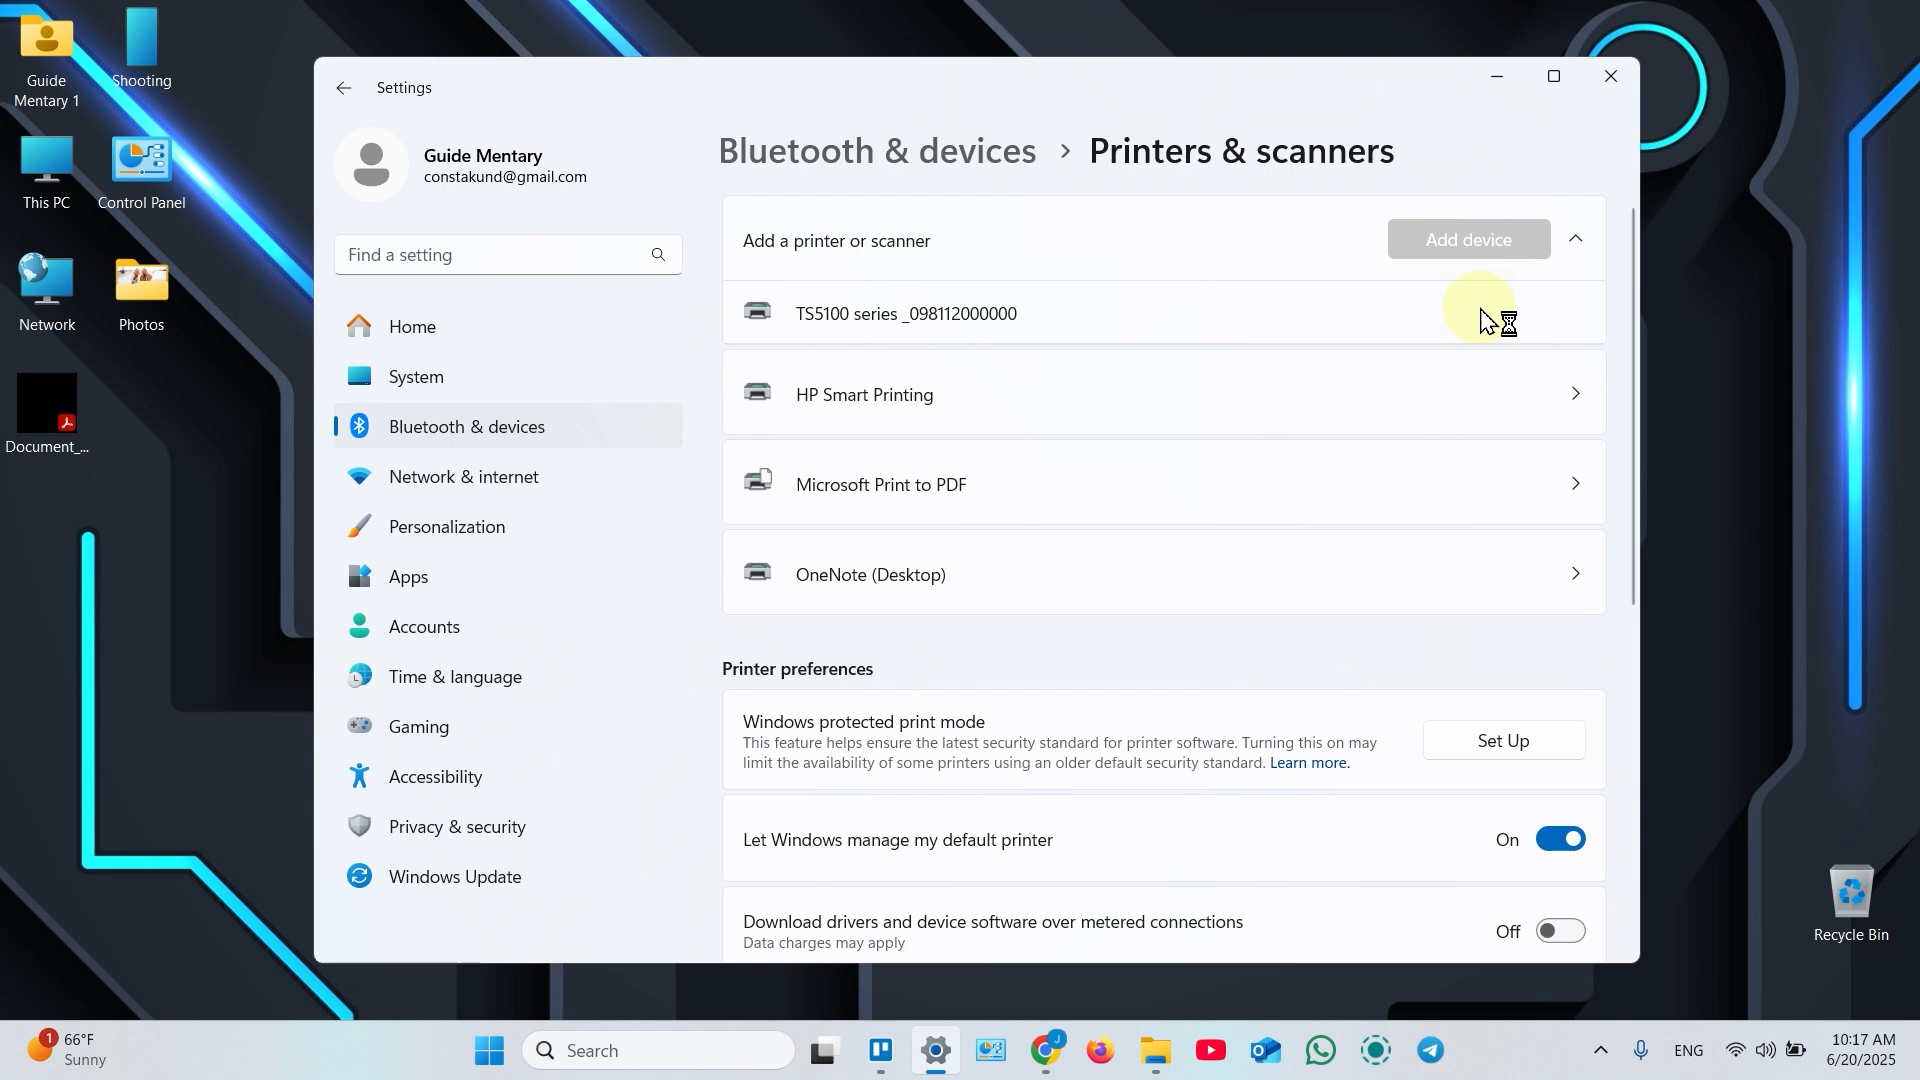 Guide
Mentary 1
Shooting
This PC
Control Panel
Network
Photos
Document_...
Settings
Guide Mentary
constakund@gmail.com
Find a setting
Home
System
Bluetooth & devices
Network & internet
Personalization
Apps
Accounts
Time & language
Gaming
Accessibility
Privacy & security
Windows Update
Bluetooth & devices > Printers & scanners
Add a printer or scanner
Add device
TS5100 series _098112000000
HP Smart Printing
Microsoft Print to PDF
OneNote (Desktop)
Printer preferences
Windows protected print mode
This feature helps ensure the latest security standard for printer software. Turning this on may
limit the availability of some printers using an older default security standard. Learn more.
Set Up
Let Windows manage my default printer
On
Download drivers and device software over metered connections
Data charges may apply
Off
Recycle Bin
1
66°F
Sunny
Search
J
ENG
10:17 AM
6/20/2025